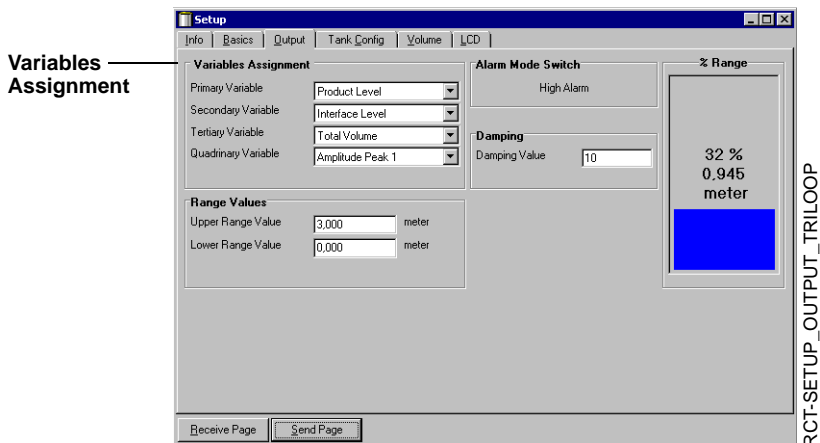 Setup
Info Basics Output Tank Config Volume LCD
Variables
Assignment
Variables Assignment
Primary Variable Product Level
Secondary Variable Interface Level
Tertiary Variable Total Volume
Quadrinary Variable Amplitude Peak 1
Range Values
Upper Range Value 3,000 meter
Lower Range Value 0,000 meter
Alarm Mode Switch
High Alarm
Damping
Damping Value 10
% Range
32 %
0,945
meter
Receive Page Send Page
RCT-SETUP_OUTPUT_TRILOOP